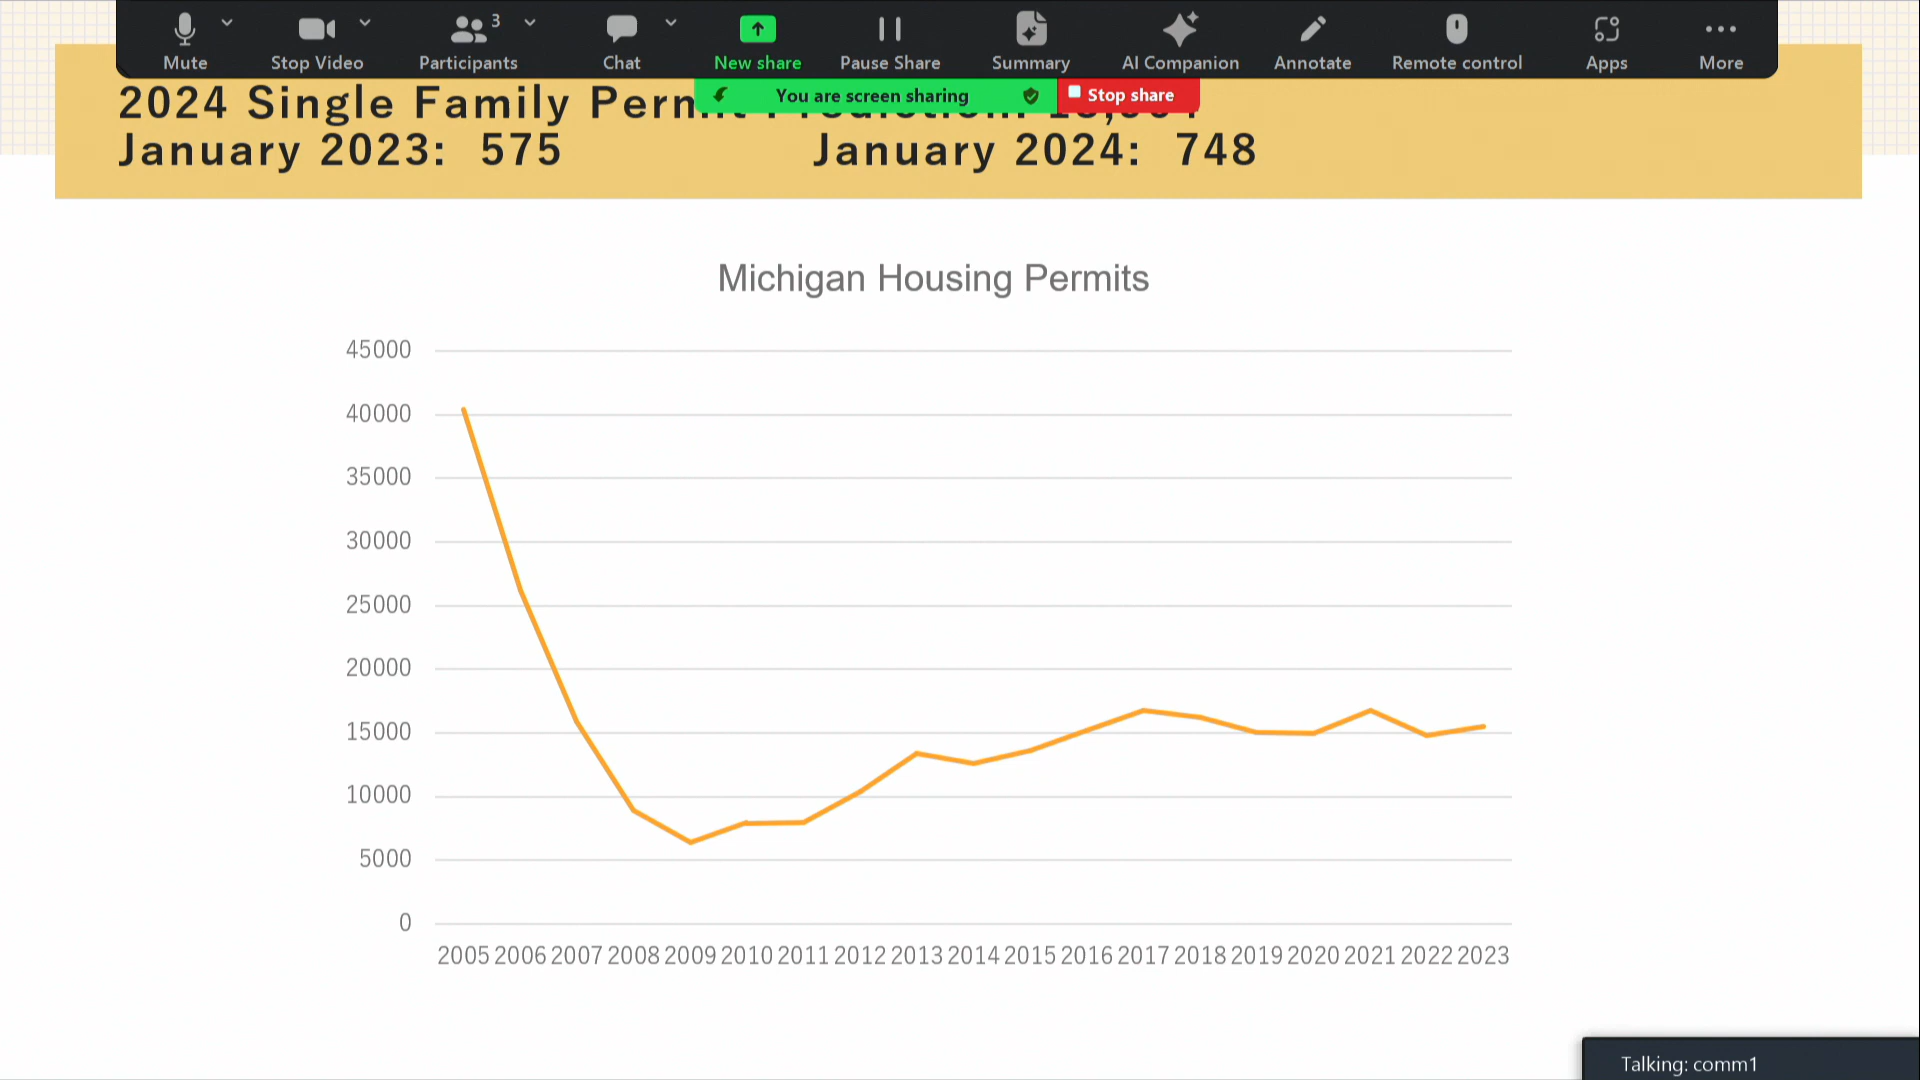 Mute
Stop Video
Participants
3
Chat
New share
Pause Share
Summary
AI Companion
Annotate
Remote control
Apps
More
You are screen sharing
Stop share
2024 Single Family Permit Prediction:
January 2023: 575 January 2024: 748
Michigan Housing Permits
45000
40000
35000
30000
25000
20000
15000
10000
5000
0
2005 2006 2007 2008 2009 2010 2011 2012 2013 2014 2015 2016 2017 2018 2019 2020 2021 2022 2023
Talking: comm1